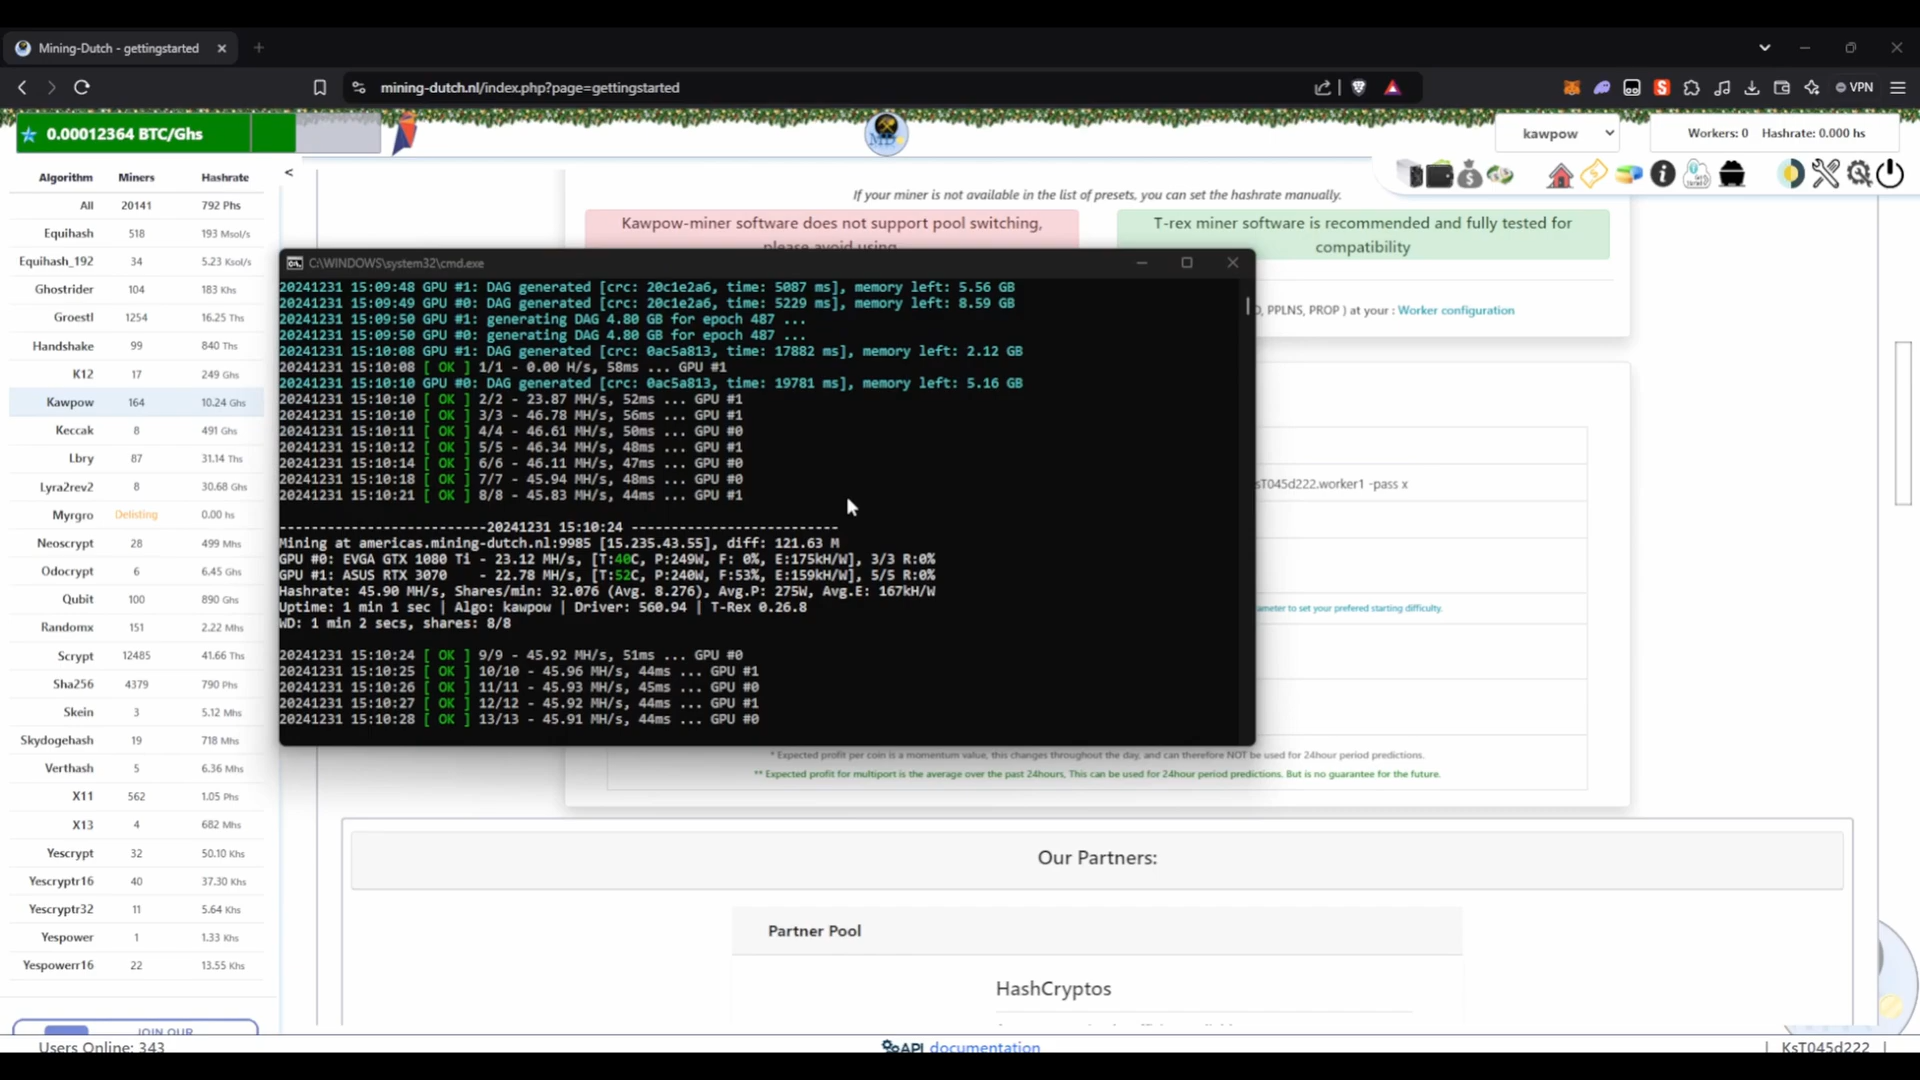 Mining-Dutch - gettingstarted
mining-dutch.nl/index.php?page=gettingstarted
VPN
0.00012364 BTC/Ghs
kawpow
Workers: 0 Hashrate: 0.000 hs
Algorithm Miners Hashrate
All 20141 792 Phs
Equihash 518 193 Msol/s
Equihash_192 34 5.23 Ksol/s
Ghostrider 104 183 Khs
Groestl 1254 16.25 Ths
Handshake 99 840 Ths
K12 17 249 Ghs
Kawpow 164 10.24 Ghs
Keccak 8 491 Ghs
Lbry 87 31.14 Ths
Lyra2rev2 8 30.68 Ghs
Myrgro Delisting 0.00 hs
Neoscrypt 28 499 Mhs
Odocrypt 6 6.45 Ghs
Qubit 100 890 Ghs
Randomx 151 2.22 Mhs
Scrypt 12485 41.66 Ths
Sha256 4379 790 Phs
Skein 3 5.12 Mhs
Skydogehash 19 718 Mhs
Verthash 5 6.36 Mhs
X11 562 1.05 Phs
X13 4 682 Mhs
Yescrypt 32 50.10 Khs
Yescryptr16 40 37.30 Khs
Yescryptr32 11 5.64 Khs
Yespower 1 1.33 Khs
Yespowerr16 22 13.55 Khs
JOIN OUR
Users Online: 343
If your miner is not available in the list of presets, you can set the hashrate manually.
Kawpow-miner software does not support pool switching,
please avoid using
T-rex miner software is recommended and fully tested for
compatibility
, PPLNS, PROP ) at your : Worker configuration
sT045d222.worker1 -pass x
ameter to set your prefered starting difficulty.
C:\WINDOWS\system32\cmd.exe
20241231 15:09:48 GPU #1: DAG generated [crc: 20c1e2a6, time: 5087 ms], memory left: 5.56 GB
20241231 15:09:49 GPU #0: DAG generated [crc: 20c1e2a6, time: 5229 ms], memory left: 8.59 GB
20241231 15:09:50 GPU #1: generating DAG 4.80 GB for epoch 487 ...
20241231 15:09:50 GPU #0: generating DAG 4.80 GB for epoch 487 ...
20241231 15:10:08 GPU #1: DAG generated [crc: 0ac5a813, time: 17882 ms], memory left: 2.12 GB
20241231 15:10:08 [ OK ] 1/1 - 0.00 H/s, 58ms ... GPU #1
20241231 15:10:10 GPU #0: DAG generated [crc: 0ac5a813, time: 19781 ms], memory left: 5.16 GB
20241231 15:10:10 [ OK ] 2/2 - 23.87 MH/s, 52ms ... GPU #1
20241231 15:10:10 [ OK ] 3/3 - 46.78 MH/s, 56ms ... GPU #1
20241231 15:10:11 [ OK ] 4/4 - 46.61 MH/s, 50ms ... GPU #0
20241231 15:10:12 [ OK ] 5/5 - 46.34 MH/s, 48ms ... GPU #1
20241231 15:10:14 [ OK ] 6/6 - 46.11 MH/s, 47ms ... GPU #0
20241231 15:10:18 [ OK ] 7/7 - 45.94 MH/s, 48ms ... GPU #0
20241231 15:10:21 [ OK ] 8/8 - 45.83 MH/s, 44ms ... GPU #1
--------------------------20241231 15:10:24 --------------------------
Mining at americas.mining-dutch.nl:9985 [15.235.43.55], diff: 121.63 M
GPU #0: EVGA GTX 1080 Ti - 23.12 MH/s, [T:40C, P:249W, F: 0%, E:175kH/W], 3/3 R:0%
GPU #1: ASUS RTX 3070 - 22.78 MH/s, [T:52C, P:240W, F:53%, E:159kH/W], 5/5 R:0%
Hashrate: 45.90 MH/s, Shares/min: 32.076 (Avg. 8.276), Avg.P: 275W, Avg.E: 167kH/W
Uptime: 1 min 1 sec | Algo: kawpow | Driver: 560.94 | T-Rex 0.26.8
WD: 1 min 2 secs, shares: 8/8
20241231 15:10:24 [ OK ] 9/9 - 45.92 MH/s, 51ms ... GPU #0
20241231 15:10:25 [ OK ] 10/10 - 45.96 MH/s, 44ms ... GPU #1
20241231 15:10:26 [ OK ] 11/11 - 45.93 MH/s, 45ms ... GPU #0
20241231 15:10:27 [ OK ] 12/12 - 45.92 MH/s, 44ms ... GPU #1
20241231 15:10:28 [ OK ] 13/13 - 45.91 MH/s, 44ms ... GPU #0
* Expected profit per coin is a momentum value, this changes throughout the day, and can therefore NOT be used for 24hour period predictions.
** Expected profit for multiport is the average over the past 24hours. This can be used for 24hour period predictions. But is no guarantee for the future.
Our Partners:
Partner Pool
HashCryptos
API documentation
| KsT045d222 |